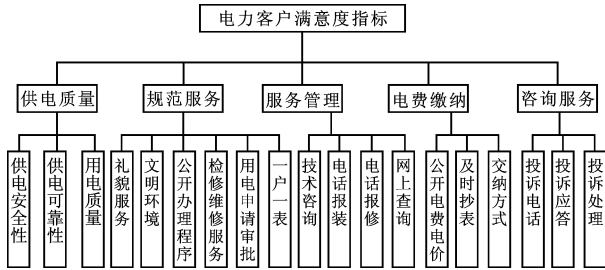 电力客户满意度指标
供电质量
规范服务
服务管理
电费缴纳
咨询服务
供电安全性
供电可靠性
用电质量
礼貌服务
文明环境
公开办理程序
检修维修服务
用电申请审批
一户一表
技术咨询
电话报装
电话报修
网上查询
公开电费电价
及时抄表
交纳方式
投诉电话
投诉应答
投诉处理